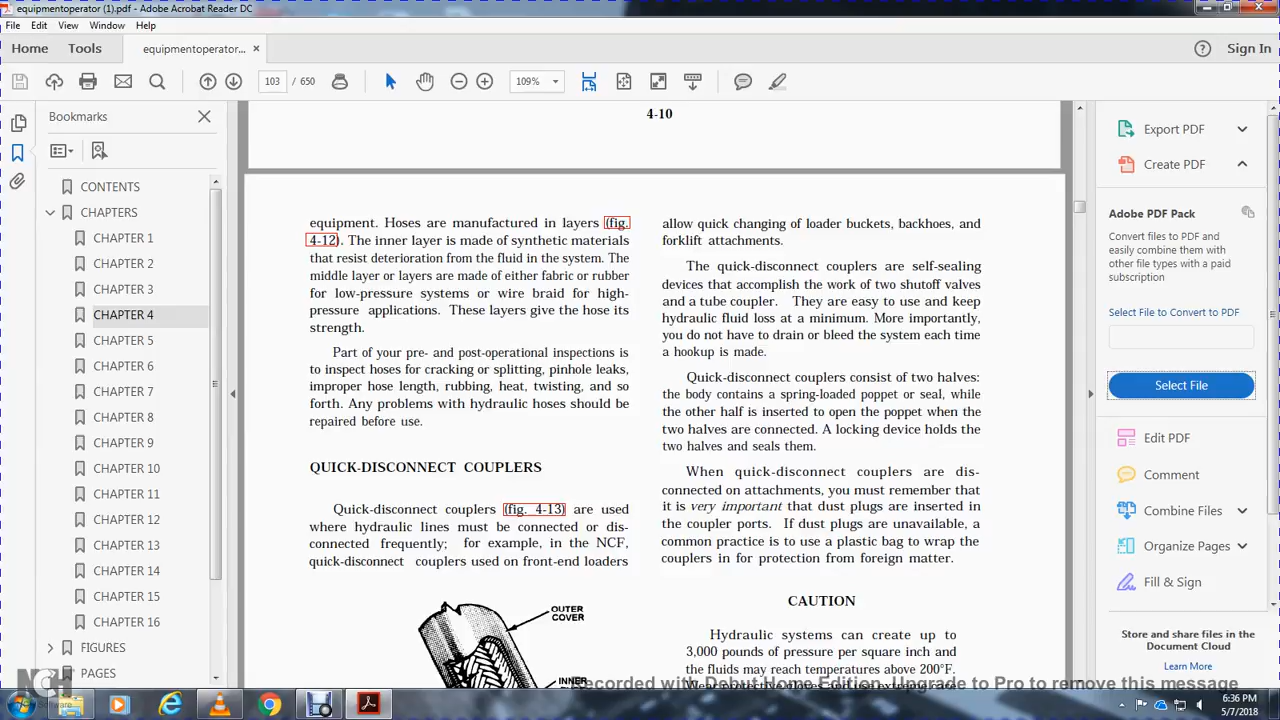 equipmentoperator (1).pdf - Adobe Acrobat Reader DC
File Edit View Window Help
Home Tools equipmentoperator... × Sign In
103 / 650 109%
Bookmarks
CONTENTS
CHAPTERS
CHAPTER 1
CHAPTER 2
CHAPTER 3
CHAPTER 4
CHAPTER 5
CHAPTER 6
CHAPTER 7
CHAPTER 8
CHAPTER 9
CHAPTER 10
CHAPTER 11
CHAPTER 12
CHAPTER 13
CHAPTER 14
CHAPTER 15
CHAPTER 16
FIGURES
PAGES
4-10
equipment. Hoses are manufactured in layers (fig.
4-12). The inner layer is made of synthetic materials
that resist deterioration from the fluid in the system. The
middle layer or layers are made of either fabric or rubber
for low-pressure systems or wire braid for high-
pressure applications. These layers give the hose its
strength.
Part of your pre- and post-operational inspections is
to inspect hoses for cracking or splitting, pinhole leaks,
improper hose length, rubbing, heat, twisting, and so
forth. Any problems with hydraulic hoses should be
repaired before use.
QUICK-DISCONNECT COUPLERS
Quick-disconnect couplers (fig. 4-13) are used
where hydraulic lines must be connected or dis-
connected frequently; for example, in the NCF,
quick-disconnect couplers used on front-end loaders
OUTER
COVER
INNER
allow quick changing of loader buckets, backhoes, and
forklift attachments.
The quick-disconnect couplers are self-sealing
devices that accomplish the work of two shutoff valves
and a tube coupler. They are easy to use and keep
hydraulic fluid loss at a minimum. More importantly,
you do not have to drain or bleed the system each time
a hookup is made.
Quick-disconnect couplers consist of two halves:
the body contains a spring-loaded poppet or seal, while
the other half is inserted to open the poppet when the
two halves are connected. A locking device holds the
two halves and seals them.
When quick-disconnect couplers are dis-
connected on attachments, you must remember that
it is very important that dust plugs are inserted in
the coupler ports. If dust plugs are unavailable, a
common practice is to use a plastic bag to wrap the
couplers in for protection from foreign matter.
CAUTION
Hydraulic systems can create up to
3,000 pounds of pressure per square inch and
the fluids may reach temperatures above 200°F.
Export PDF
Create PDF
Adobe PDF Pack
Convert files to PDF and
easily combine them with
other file types with a paid
subscription
Select File to Convert to PDF
Select File
Edit PDF
Comment
Combine Files
Organize Pages
Fill & Sign
Store and share files in the
Document Cloud
Learn More
NCH
Software
Recorded with Debut Home Edition. Upgrade to Pro to remove this message
6:36 PM
5/7/2018